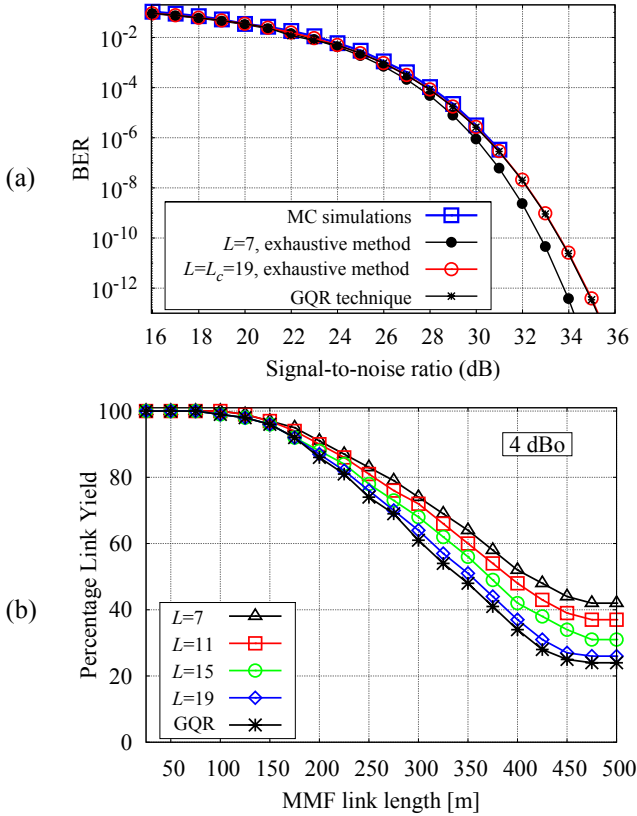 (a)
BER
10^-2
10^-4
10^-6
10^-8
10^-10
10^-12
MC simulations
L=7, exhaustive method
L=L_c=19, exhaustive method
GQR technique
16 18 20 22 24 26 28 30 32 34 36
Signal-to-noise ratio (dB)
(b)
Percentage Link Yield
100
80
60
40
20
0
4 dBo
L=7
L=11
L=15
L=19
GQR
50 100 150 200 250 300 350 400 450 500
MMF link length [m]